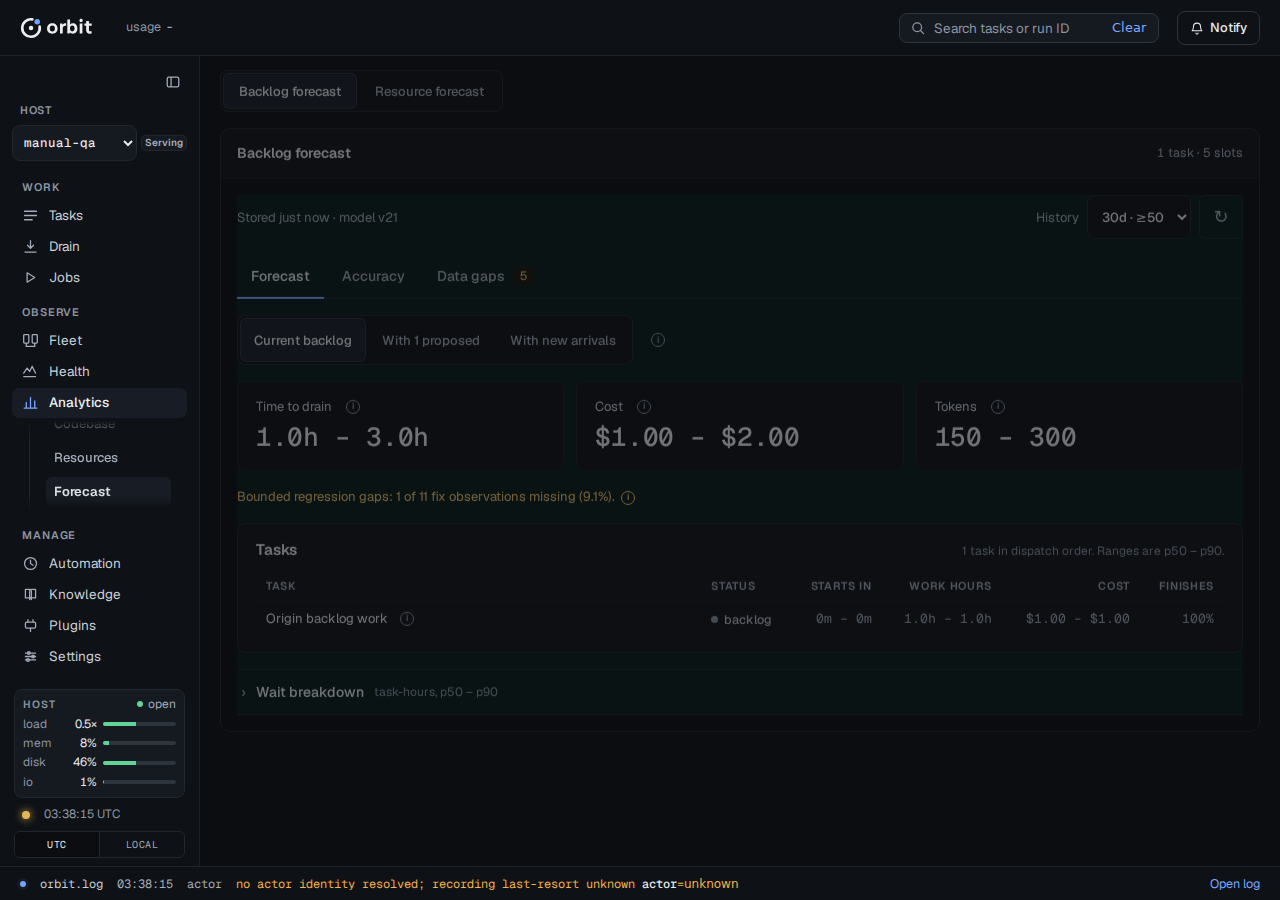 orbit
usage -
Search tasks or run ID
Clear
Notify
HOST
manual-qa
Serving
WORK
Tasks
Drain
Jobs
OBSERVE
Fleet
Health
Analytics
Codebase
Resources
Forecast
MANAGE
Automation
Knowledge
Plugins
Settings
HOST open
load 0.5×
mem 8%
disk 46%
io 1%
03:38:15 UTC
UTC LOCAL
Backlog forecast Resource forecast
Backlog forecast 1 task · 5 slots
Stored just now · model v21 History 30d · ≥50 ↻
Forecast Accuracy Data gaps 5
Current backlog With 1 proposed With new arrivals
Time to drain Cost Tokens
1.0h – 3.0h $1.00 – $2.00 150 – 300
Bounded regression gaps: 1 of 11 fix observations missing (9.1%).
Tasks 1 task in dispatch order. Ranges are p50 – p90.
TASK STATUS STARTS IN WORK HOURS COST FINISHES
Origin backlog work backlog 0m – 0m 1.0h – 1.0h $1.00 – $1.00 100%
› Wait breakdown task-hours, p50 – p90
orbit.log 03:38:15 actor no actor identity resolved; recording last-resort unknown actor=unknown Open log